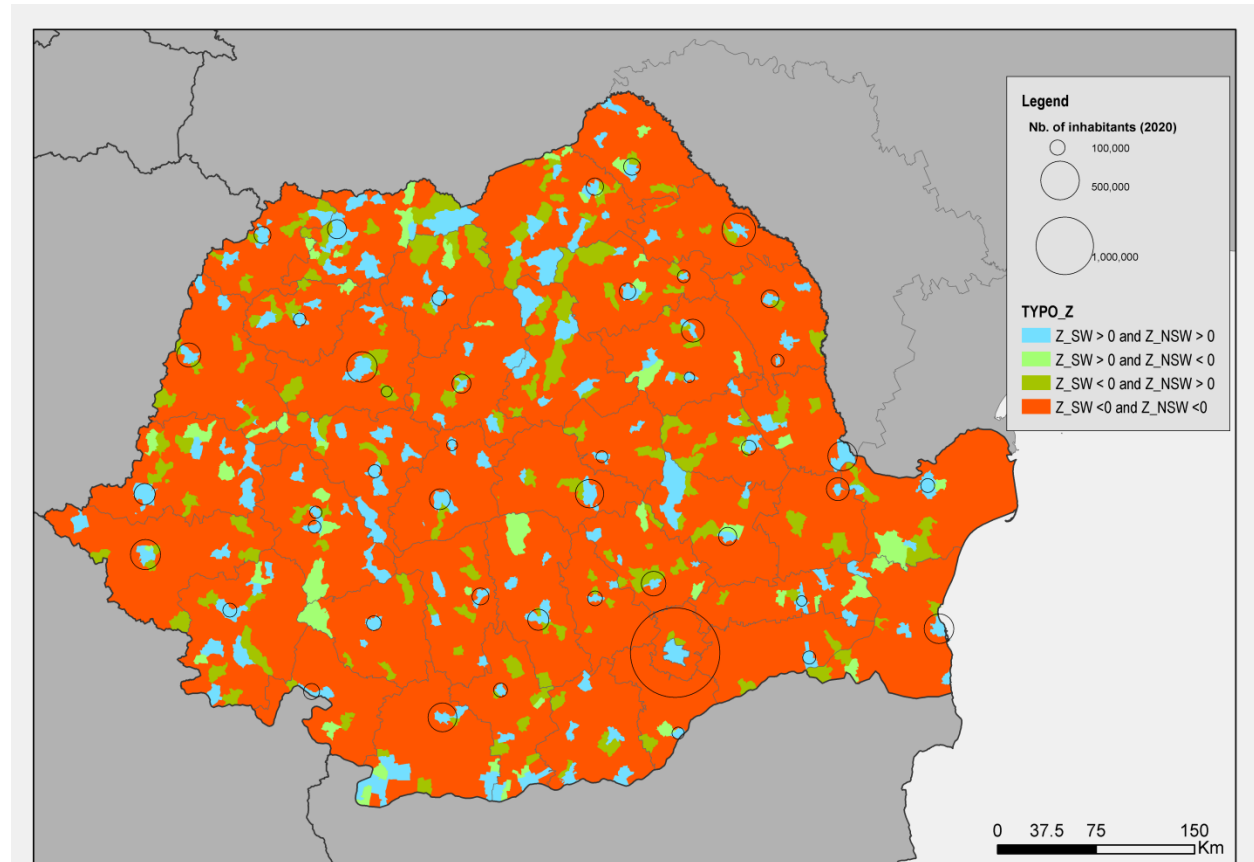 Legend
Nb. of inhabitants (2020)
100,000
500,000
1,000,000
TYPO_Z
Z_SW > 0 and Z_NSW > 0
Z_SW > 0 and Z_NSW < 0
Z_SW < 0 and Z_NSW > 0
Z_SW <0 and Z_NSW <0
0 37.5 75 150
Km